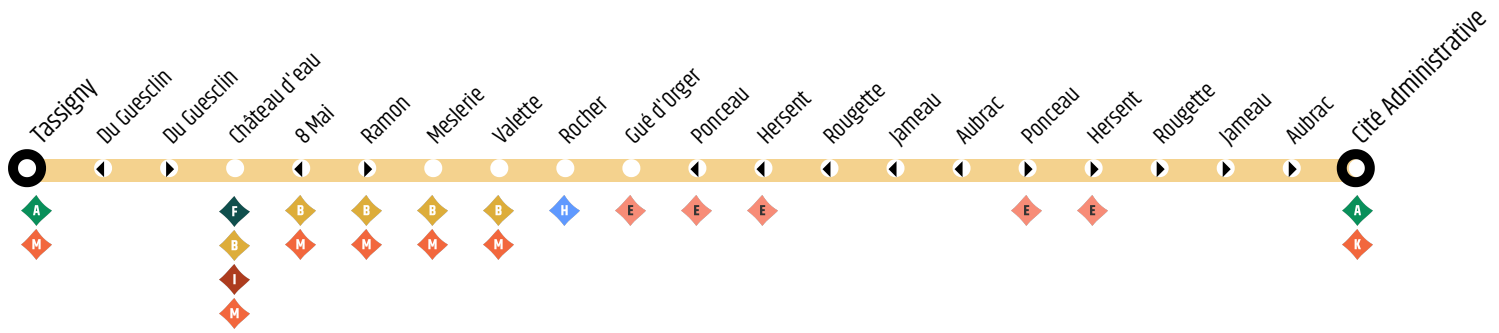 Tassigny
Du Guesclin
Du Guesclin
Château d'eau
8 Mai
Ramon
Meslerie
Valette
Rocher
Gué d'Orger
Ponceau
Hersent
Rougette
Jameau
Aubrac
Ponceau
Hersent
Rougette
Jameau
Aubrac
Cité Administrative
A F B B B B H E E E E E A
M B M M M M K
I
M